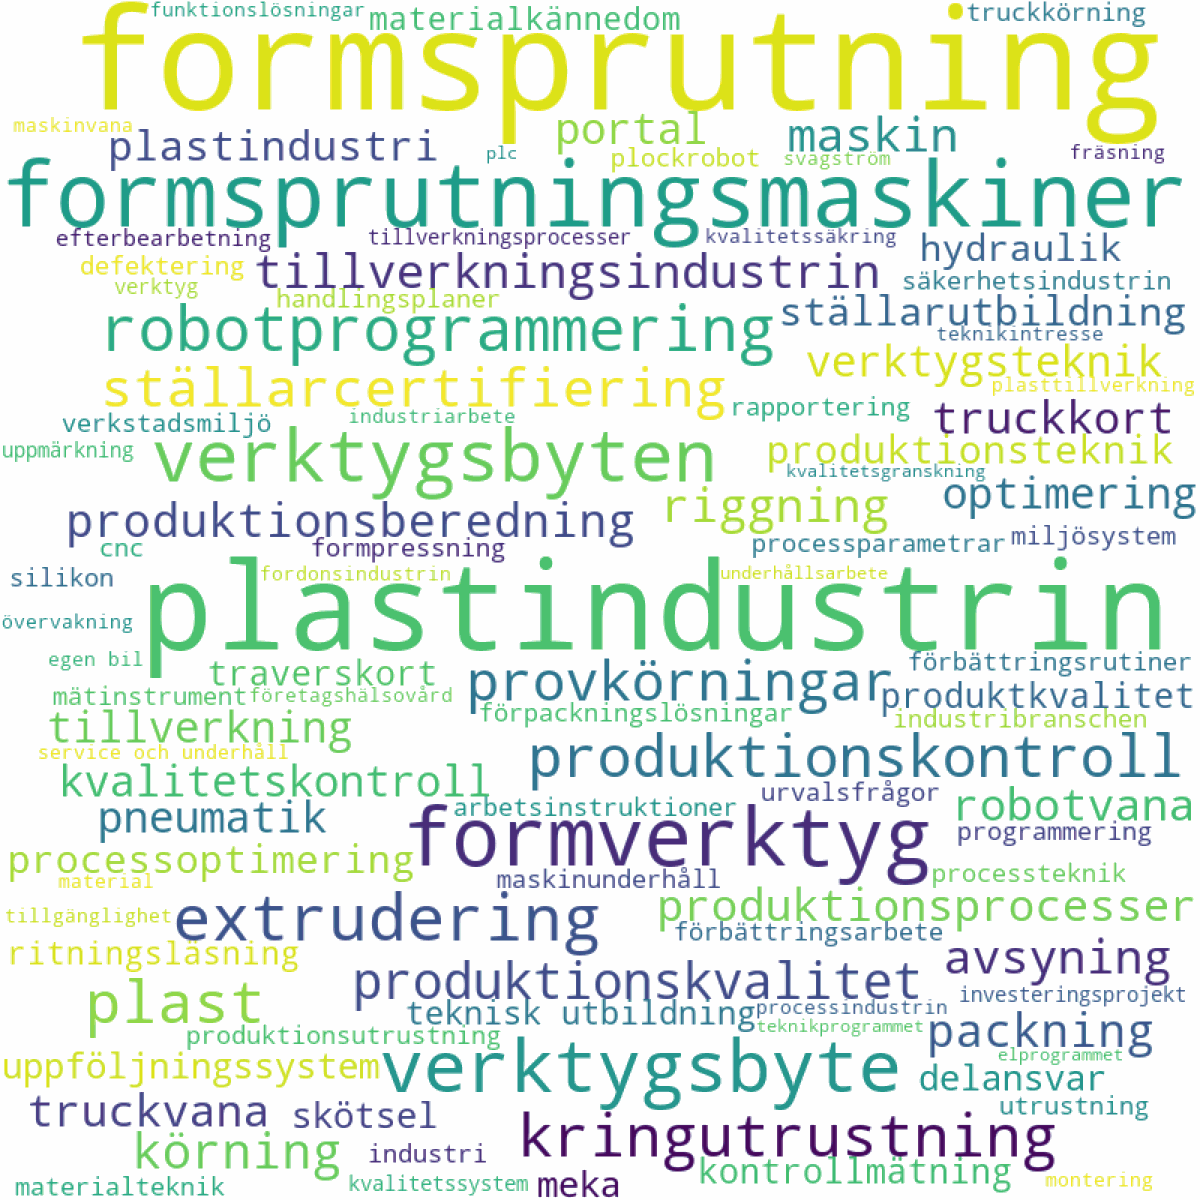 funktionslösningar
materialkännedom
truckkörning
formsprutning
maskinvana
plastindustri
plc
portal
plockrobot
maskin
svagström
fräsning
formsprutningsmaskiner
efterbearbetning
tillverkningsprocesser
kvalitetssäkring
hydraulik
defektering
tillverkningsindustrin
säkerhetsindustrin
verktyg
handlingsplaner
robotprogrammering
ställarutbildning
teknikintresse
verktygsteknik
ställarcertifiering
plasttillverkning
verkstadsmiljö
industriarbete
rapportering
truckkort
uppmärkning
verktygsbyten
produktionsteknik
kvalitetsgranskning
riggning
optimering
produktionsberedning
cnc
formpressning
processparametrar
miljösystem
silikon
fordonsindustrin
underhållsarbete
plastindustrin
övervakning
egen bil
traverskort
provkörningar
förbättringsrutiner
mätinstrument
företagshälsovård
produktkvalitet
tillverkning
förpackningslösningar
industribranschen
service och underhåll
produktionskontroll
kvalitetskontroll
urvalsfrågor
pneumatik
arbetsinstruktioner
robotvana
formverktyg
programmering
processoptimering
material
maskinunderhåll
processteknik
tillgänglighet
extrudering
produktionsprocesser
förbättringsarbete
ritningsläsning
avsyning
produktionskvalitet
plast
investeringsprojekt
teknisk utbildning
processindustrin
teknikprogrammet
packning
produktionsutrustning
elprogrammet
uppföljningssystem
verktygsbyte
delansvar
truckvana
skötsel
utrustning
körning
industri
kringutrustning
kontrollmätning
materialteknik
kvalitetssystem
meka
montering